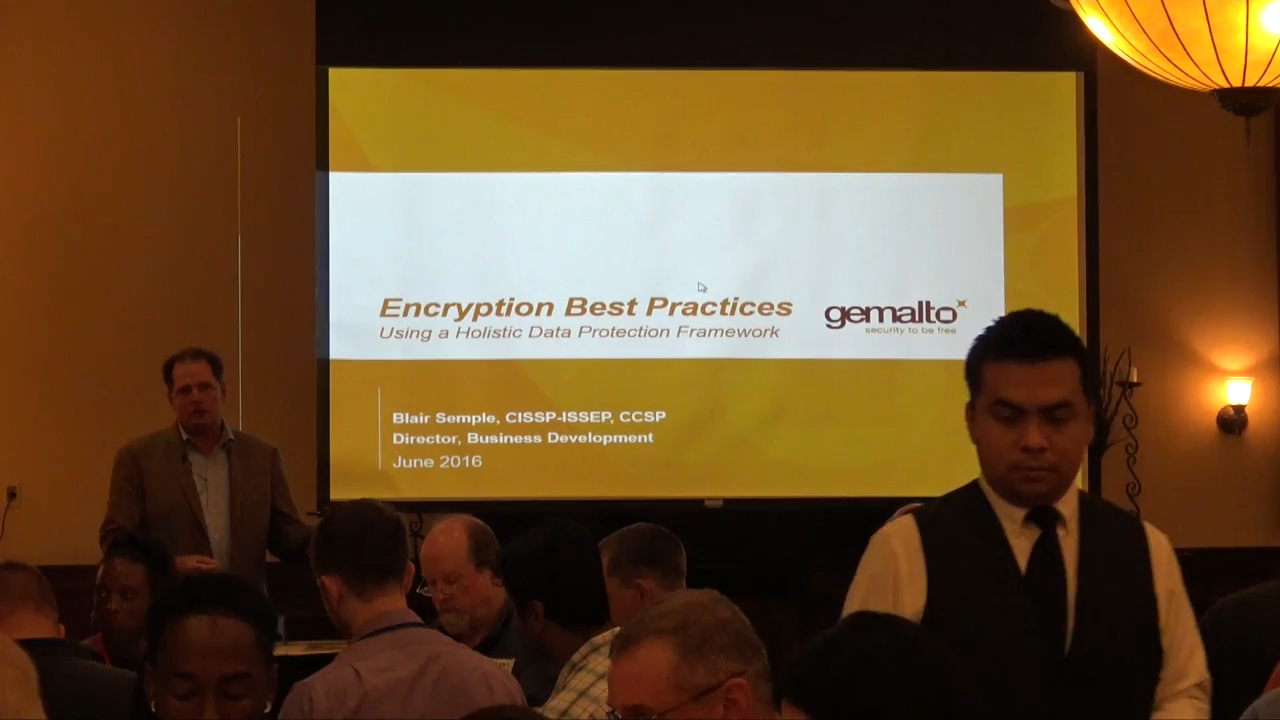 Encryption Best Practices
Using a Holistic Data Protection Framework
gemalto
security to be free
Blair Semple, CISSP-ISSEP, CCSP
Director, Business Development
June 2016